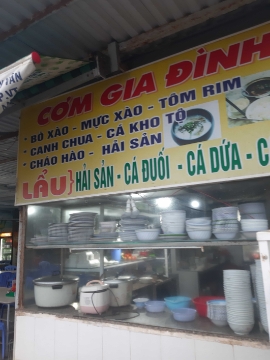 CƠM GIA ĐÌNH
* BÒ XÀO - MỰC XÀO - TÔM RIM
* CANH CHUA - CÁ KHO TỘ
* CHÁO HÀO - HẢI SẢN
LẨU} HẢI SẢN - CÁ ĐUỐI - CÁ DỨA - C